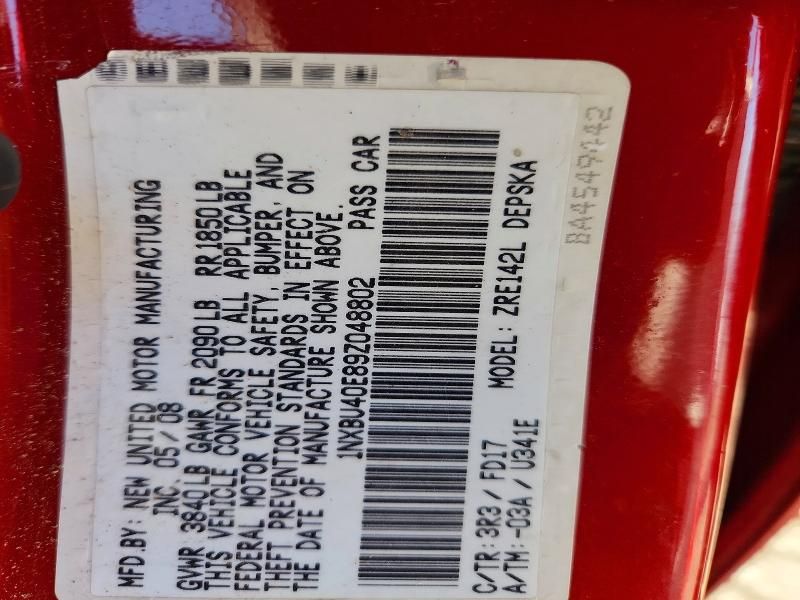 MFD.BY: NEW UNITED MOTOR MANUFACTURING
INC. 05/08
GVWR 3840LB GAWR FR 2090LB RR 1850LB
THIS VEHICLE CONFORMS TO ALL APPLICABLE
FEDERAL MOTOR VEHICLE SAFETY, BUMPER, AND
THEFT PREVENTION STANDARDS IN EFFECT ON
THE DATE OF MANUFACTURE SHOWN ABOVE.
1NXBU40E89Z048802 PASS CAR
C/TR: 3R3/FD17 MODEL: ZRE142L DEPSKA
A/TM:-03A/U341E